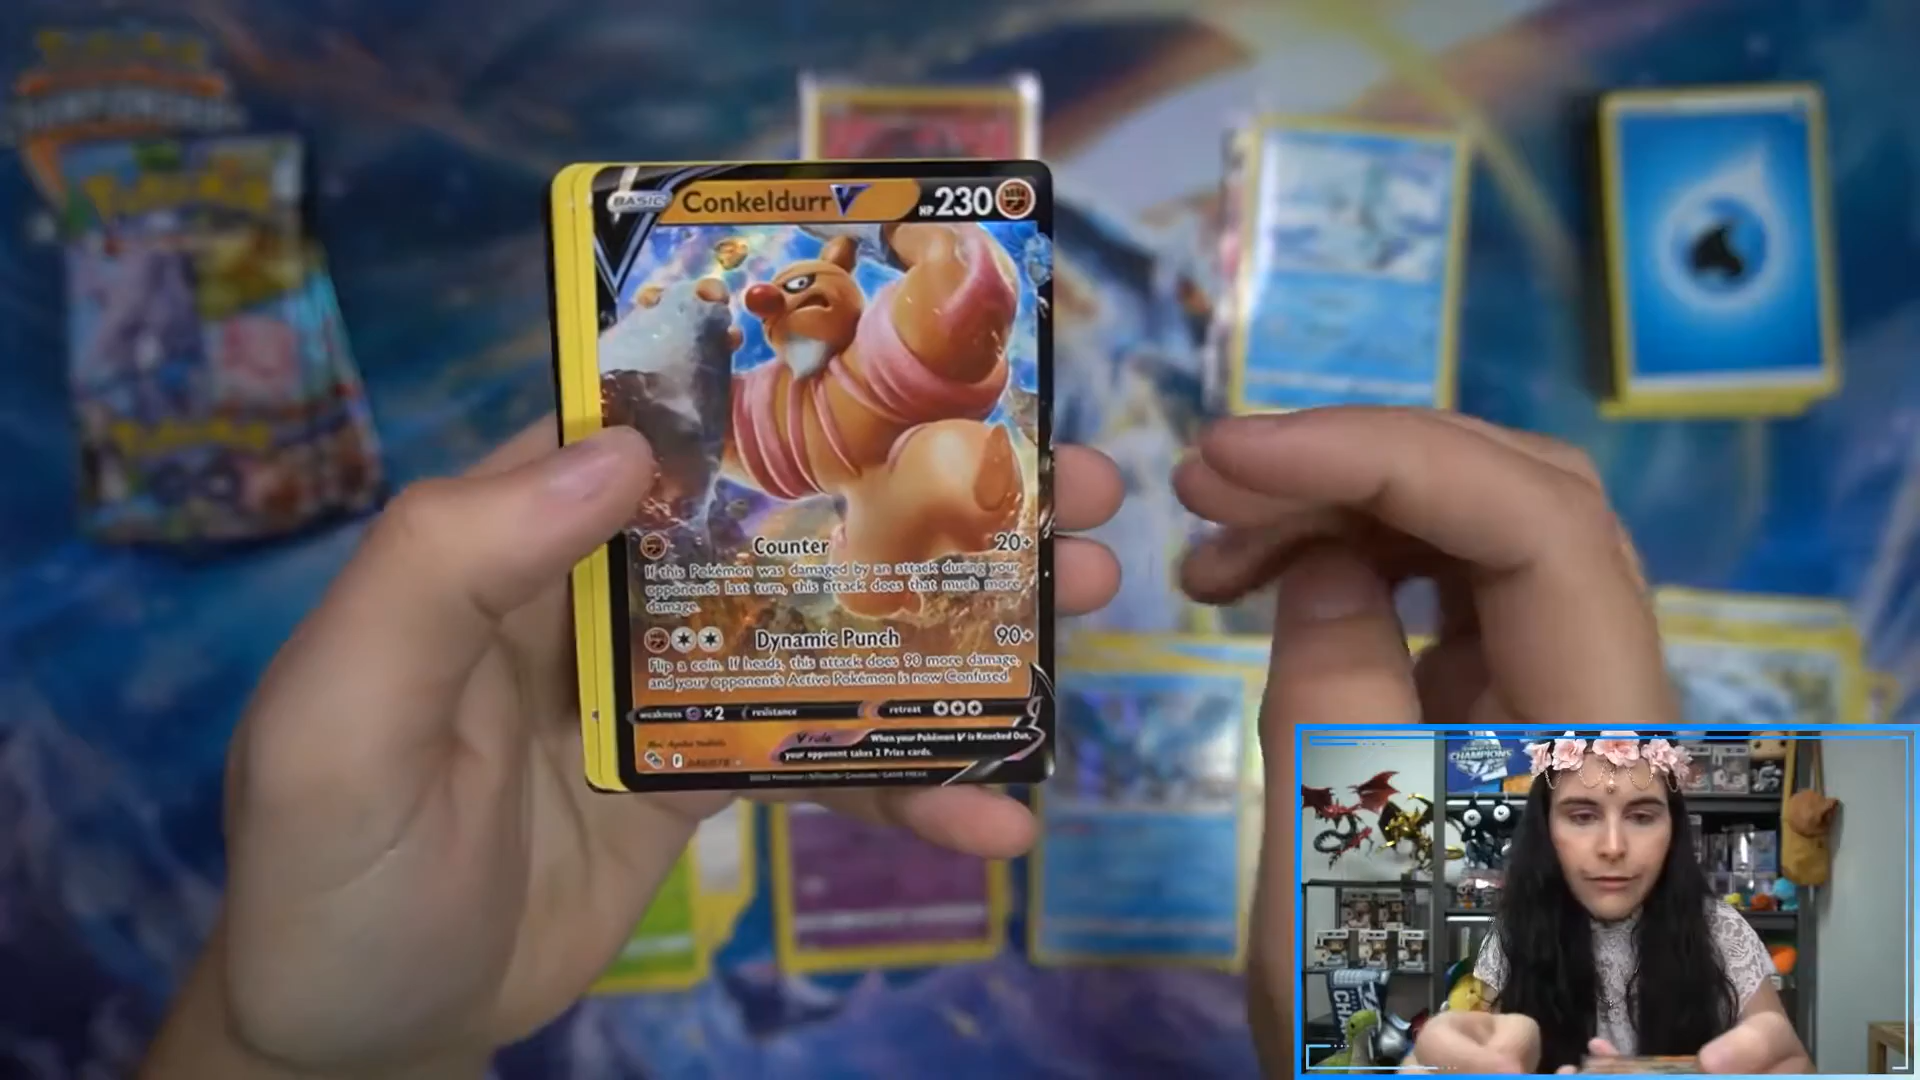 BASIC Conkeldurr V HP 230
Counter 20+
If this Pokémon was damaged by an attack during your
opponent's last turn, this attack does that much more
damage.
Dynamic Punch 90+
Flip a coin. If heads, this attack does 90 more damage,
and your opponent's Active Pokémon is now Confused.
weakness ×2 resistance retreat
V rule When your Pokémon V is Knocked Out,
your opponent takes 2 Prize cards.
CHAMPIONS